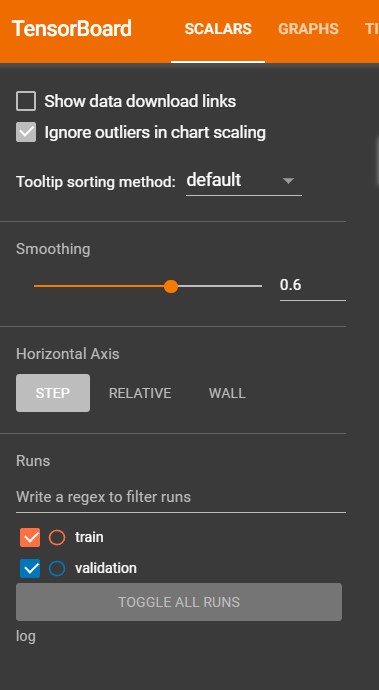 TensorBoard SCALARS GRAPHS TI
Show data download links
Ignore outliers in chart scaling
Tooltip sorting method: default
Smoothing
0.6
Horizontal Axis
STEP RELATIVE WALL
Runs
Write a regex to filter runs
train
validation
TOGGLE ALL RUNS
log